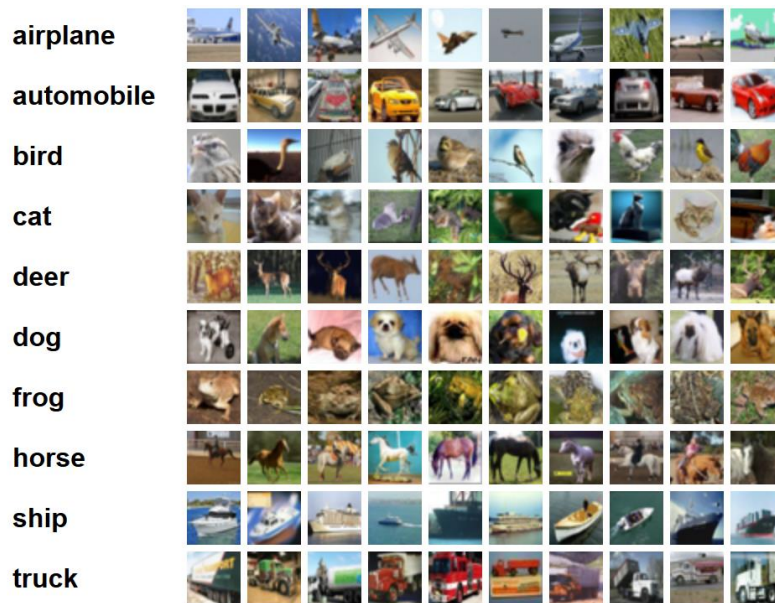 airplane
automobile
bird
cat
deer
dog
frog
horse
ship
truck